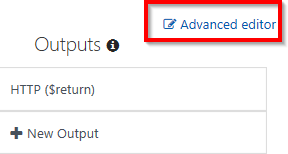 Advanced editor
Outputs
HTTP ($return)
New Output